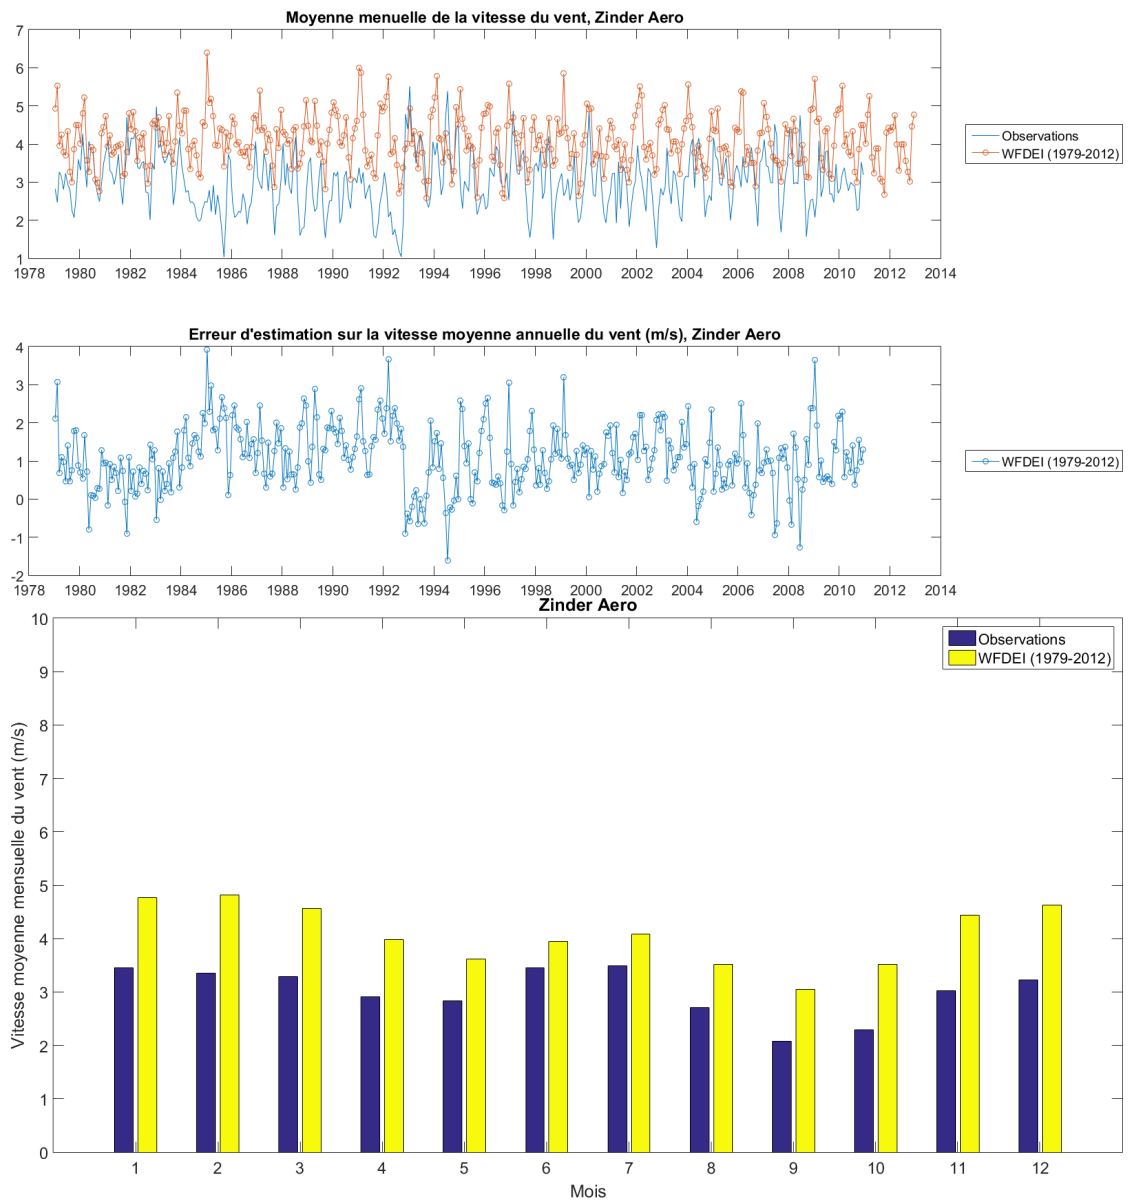 Moyenne menuelle de la vitesse du vent, Zinder Aero
7
6
5
4
3
2
1
1978 1980 1982 1984 1986 1988 1990 1992 1994 1996 1998 2000 2002 2004 2006 2008 2010 2012 2014
Observations
WFDEI (1979-2012)
Erreur d'estimation sur la vitesse moyenne annuelle du vent (m/s), Zinder Aero
4
3
2
1
0
-1
-2
1978 1980 1982 1984 1986 1988 1990 1992 1994 1996 1998 2000 2002 2004 2006 2008 2010 2012 2014
WFDEI (1979-2012)
Zinder Aero
10
9
8
7
6
5
4
3
2
1
0
Vitesse moyenne mensuelle du vent (m/s)
Observations
WFDEI (1979-2012)
1 2 3 4 5 6 7 8 9 10 11 12
Mois